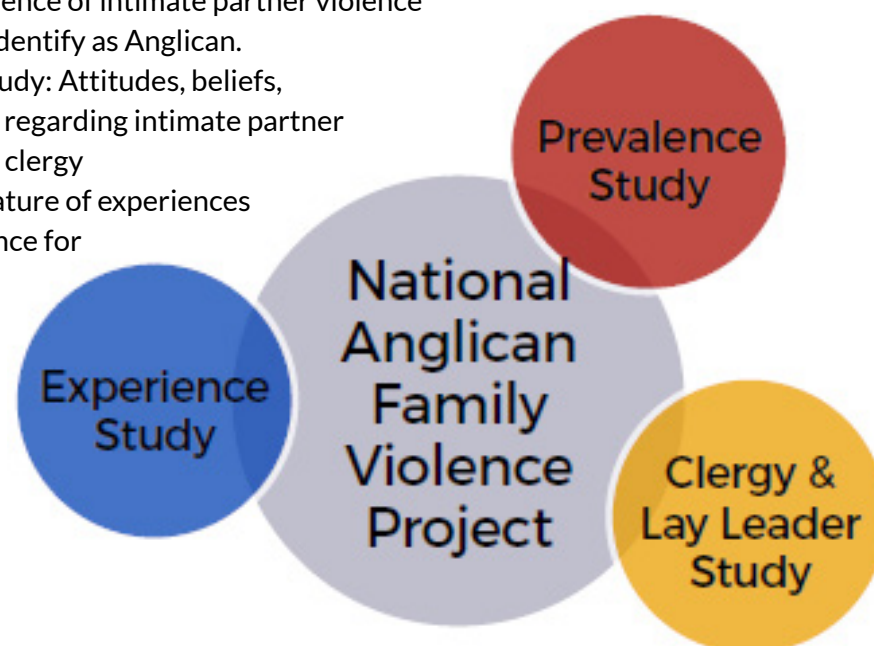 ence of intimate partner violence
dentify as Anglican.
udy: Attitudes, beliefs,
regarding intimate partner
clergy
ature of experiences
nce for
Prevalence
Study
National
Anglican
Family
Violence
Project
Experience
Study
Clergy &
Lay Leader
Study